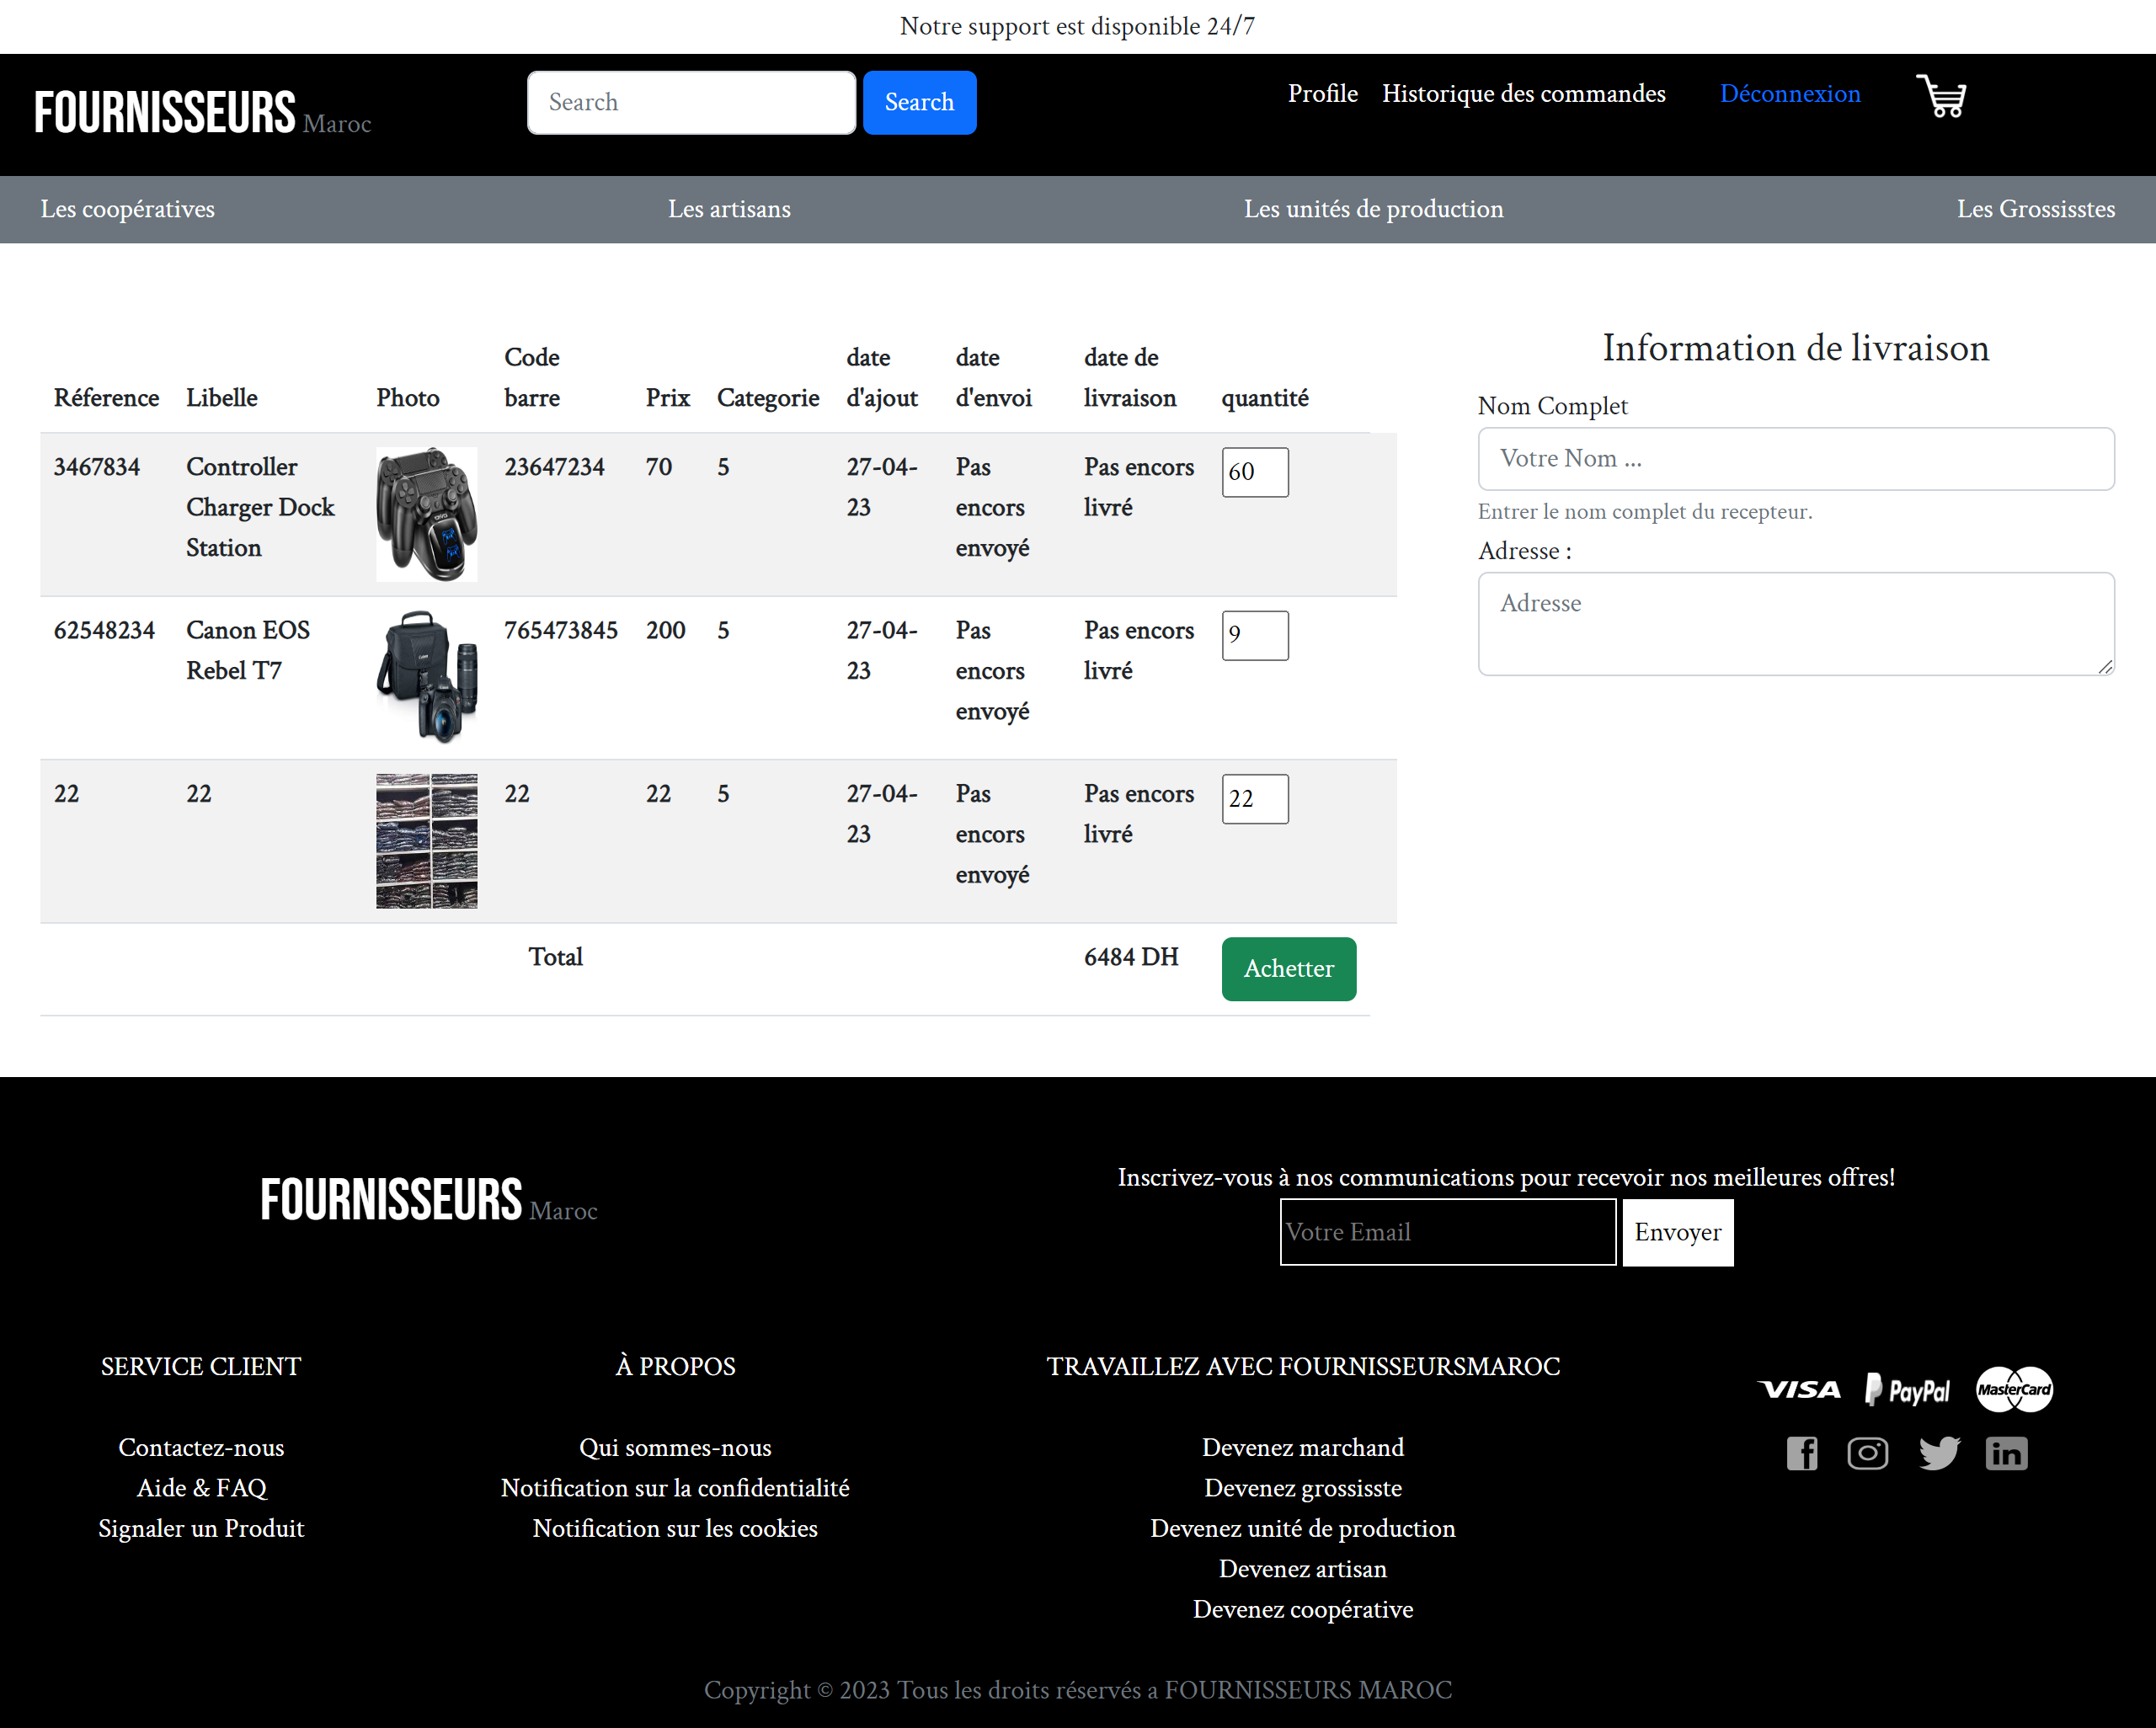 Notre support est disponible 24/7
FOURNISSEURS Maroc
Search
Search
Profile
Historique des commandes
Déconnexion
Les coopératives
Les artisans
Les unités de production
Les Grossisstes
Réference
Libelle
Photo
Code
barre
Prix
Categorie
date
d'ajout
date
d'envoi
date de
livraison
quantité
3467834
Controller
Charger Dock
Station
23647234
70
5
27-04-
23
Pas
encors
envoyé
Pas encors
livré
60
62548234
Canon EOS
Rebel T7
765473845
200
5
27-04-
23
Pas
encors
envoyé
Pas encors
livré
9
22
22
22
22
5
27-04-
23
Pas
encors
envoyé
Pas encors
livré
22
Total
6484 DH
Achetter
Information de livraison
Nom Complet
Votre Nom ...
Entrer le nom complet du recepteur.
Adresse :
Adresse
FOURNISSEURS Maroc
Inscrivez-vous à nos communications pour recevoir nos meilleures offres!
Votre Email
Envoyer
SERVICE CLIENT
Contactez-nous
Aide & FAQ
Signaler un Produit
À PROPOS
Qui sommes-nous
Notification sur la confidentialité
Notification sur les cookies
TRAVAILLEZ AVEC FOURNISSEURSMAROC
Devenez marchand
Devenez grossisste
Devenez unité de production
Devenez artisan
Devenez coopérative
VISA
PayPal
MasterCard
Copyright © 2023 Tous les droits réservés a FOURNISSEURS MAROC